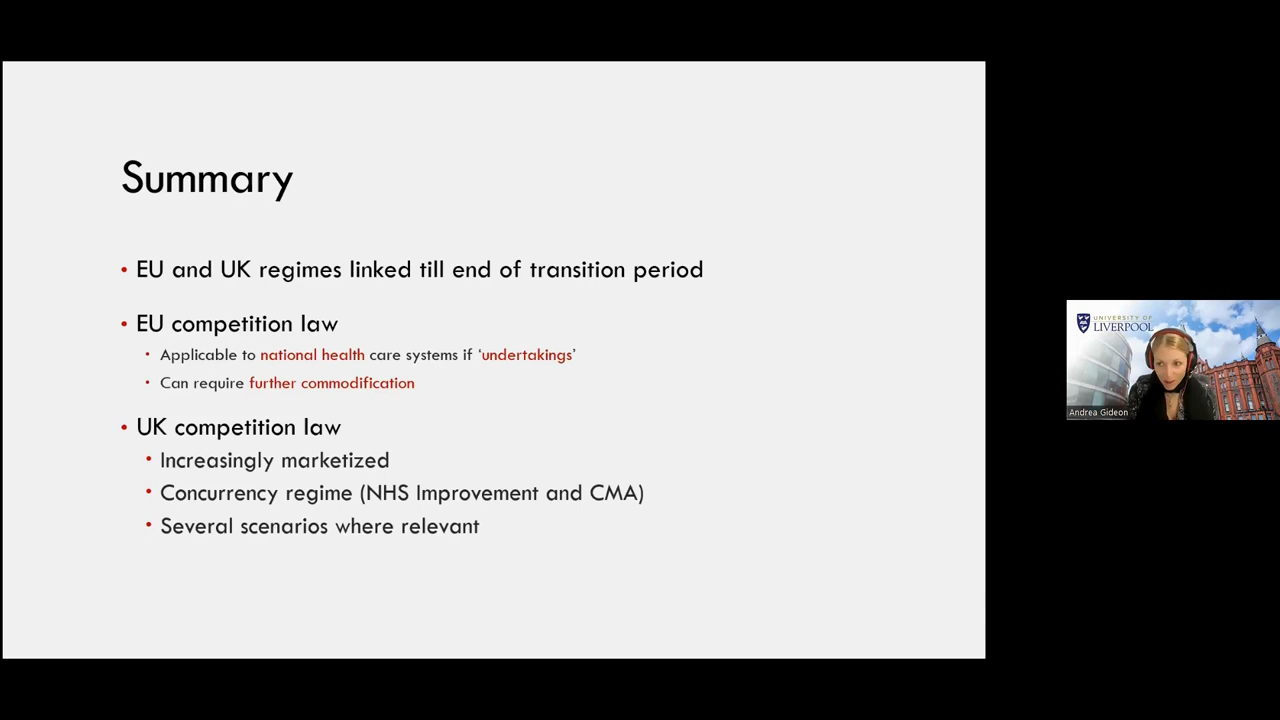 Summary
• EU and UK regimes linked till end of transition period
• EU competition law
• Applicable to national health care systems if ‘undertakings’
• Can require further commodification
• UK competition law
• Increasingly marketized
• Concurrency regime (NHS Improvement and CMA)
• Several scenarios where relevant
UNIVERSITY OF
LIVERPOOL
Andrea Gideon